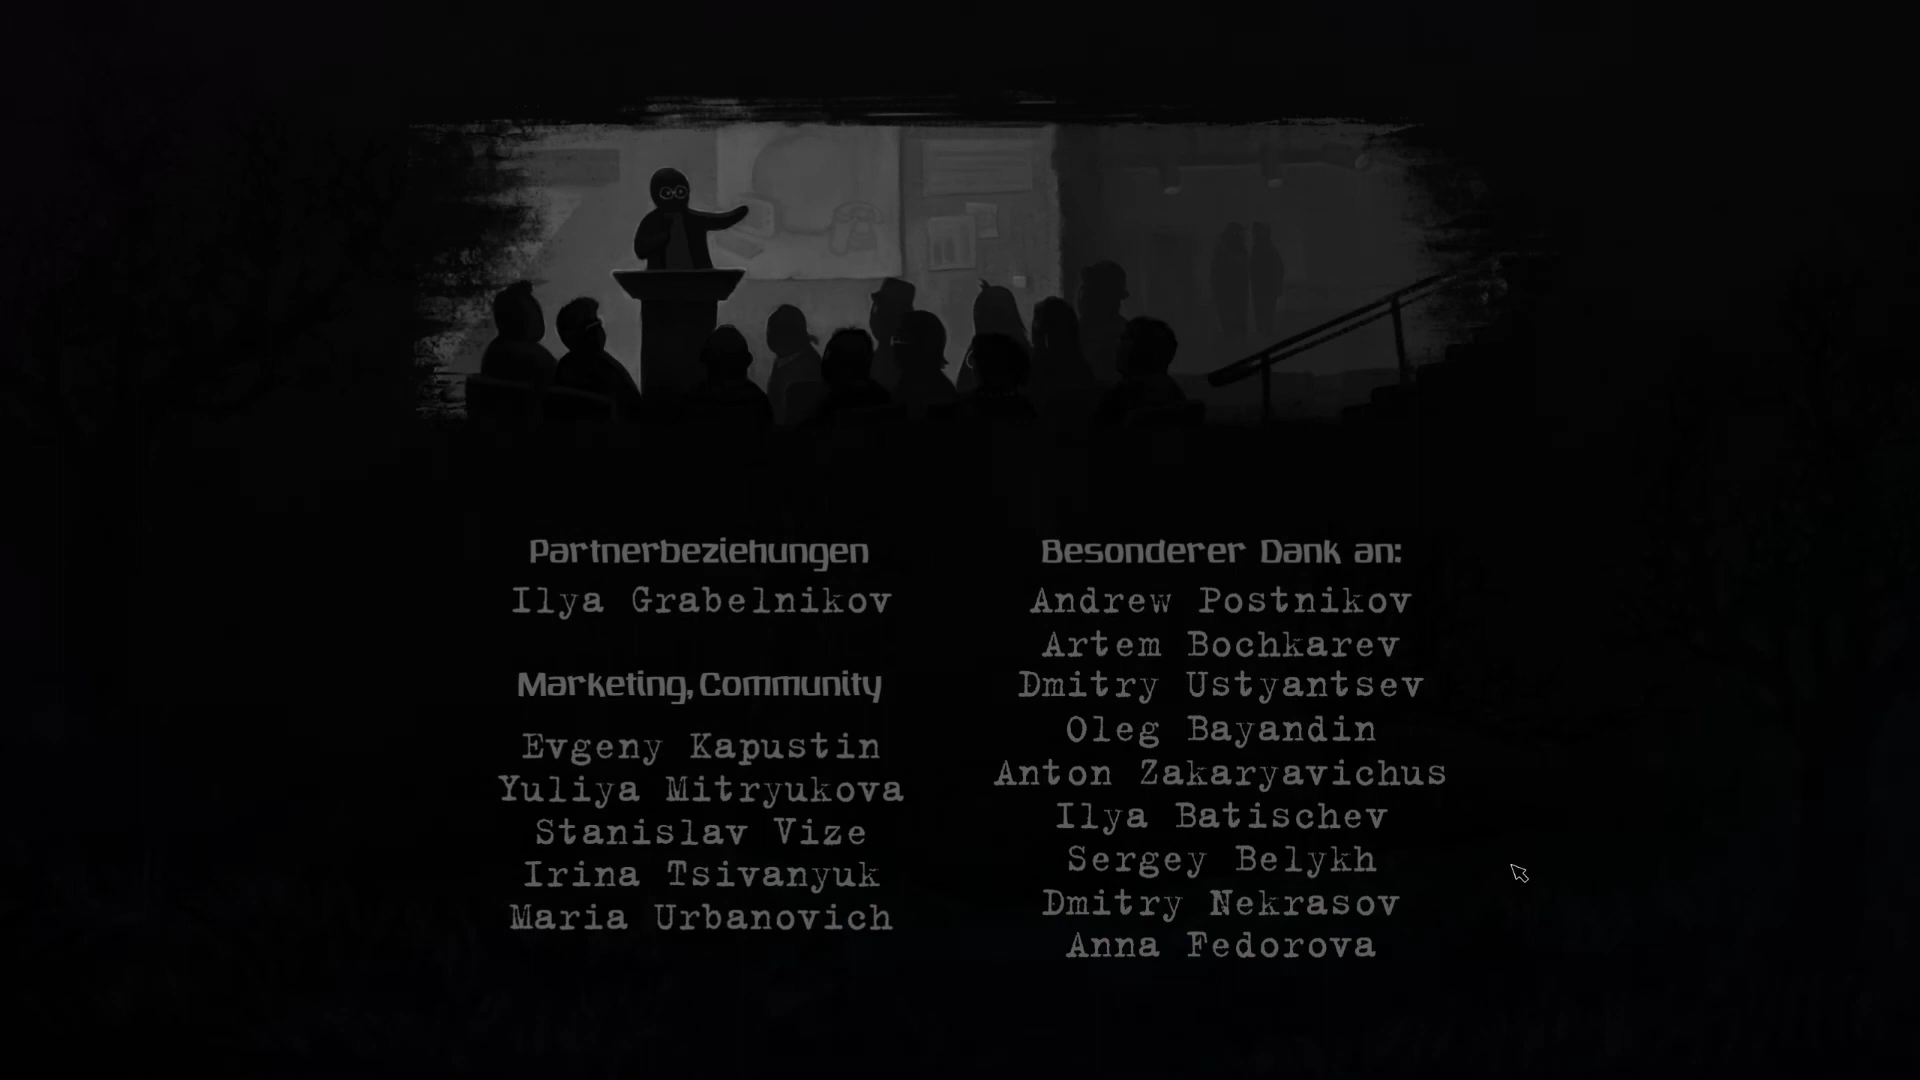 Partnerbeziehungen
Ilya Grabelnikov
Marketing, Community
Evgeny Kapustin
Yuliya Mitryukova
Stanislav Vize
Irina Tsivanyuk
Maria Urbanovich
Besonderer Dank an:
Andrew Postnikov
Artem Bochkarev
Dmitry Ustyantsev
Oleg Bayandin
Anton Zakaryavichus
Ilya Batischev
Sergey Belykh
Dmitry Nekrasov
Anna Fedorova